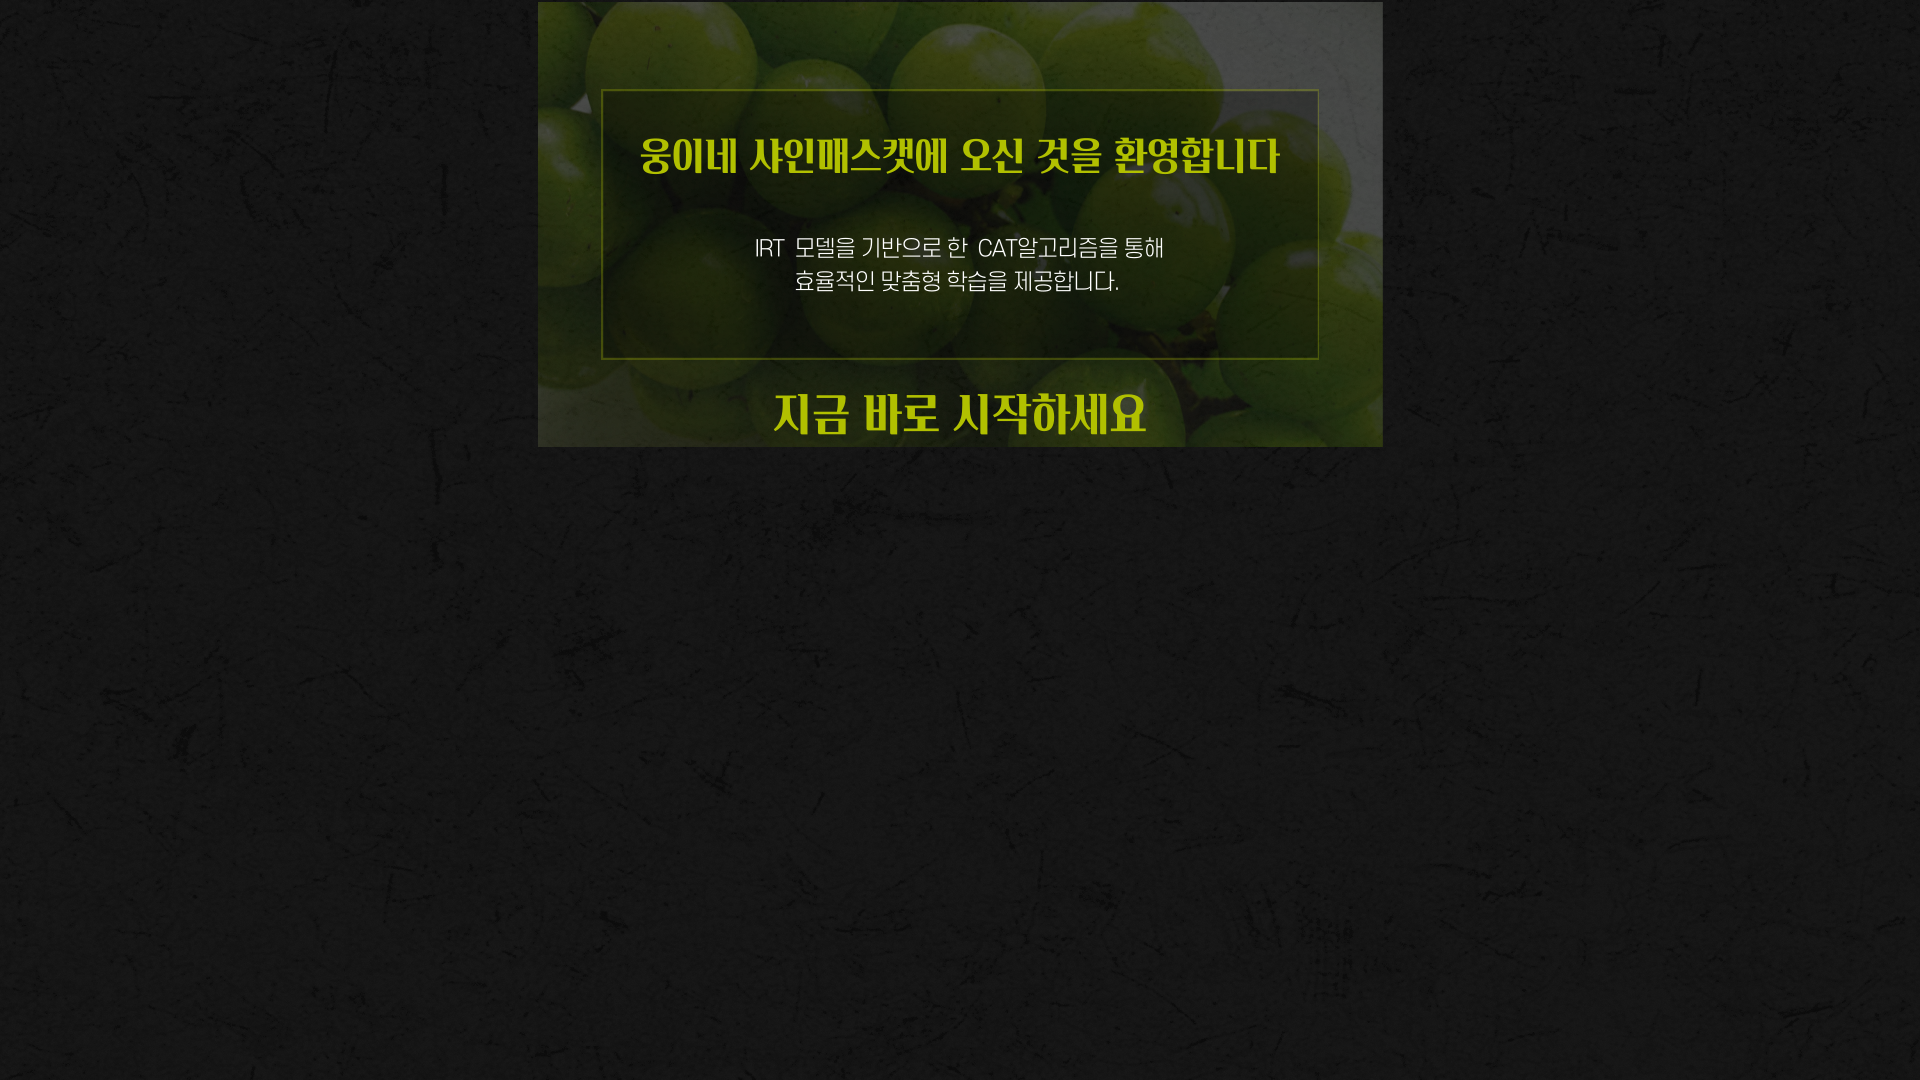 웅이네 샤인매스캣에 오신 것을 환영합니다
IRT 모델을 기반으로 한 CAT알고리즘을 통해
효율적인 맞춤형 학습을 제공합니다.
지금 바로 시작하세요